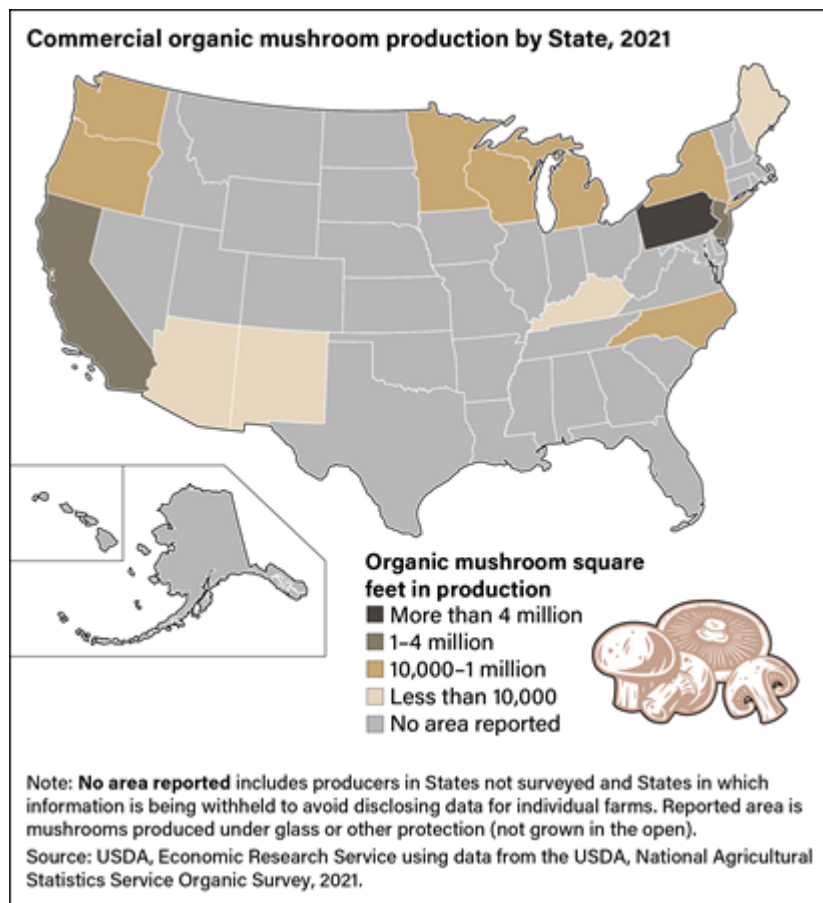 Commercial organic mushroom production by State, 2021
Organic mushroom square
feet in production
More than 4 million
1–4 million
10,000–1 million
Less than 10,000
No area reported
Note: No area reported includes producers in States not surveyed and States in which
information is being withheld to avoid disclosing data for individual farms. Reported area is
mushrooms produced under glass or other protection (not grown in the open).
Source: USDA, Economic Research Service using data from the USDA, National Agricultural
Statistics Service Organic Survey, 2021.